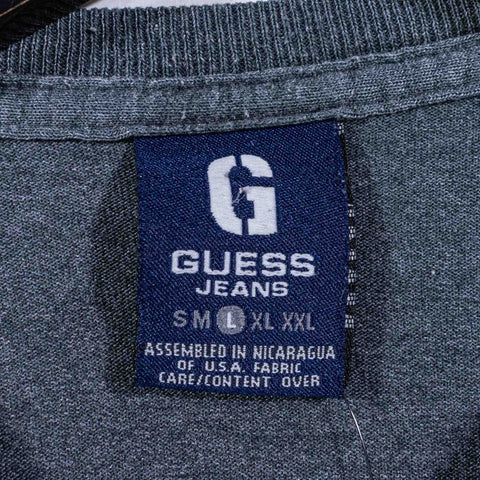 G
GUESS
JEANS
S M L XL XXL
ASSEMBLED IN NICARAGUA
OF U.S.A. FABRIC
CARE/CONTENT OVER